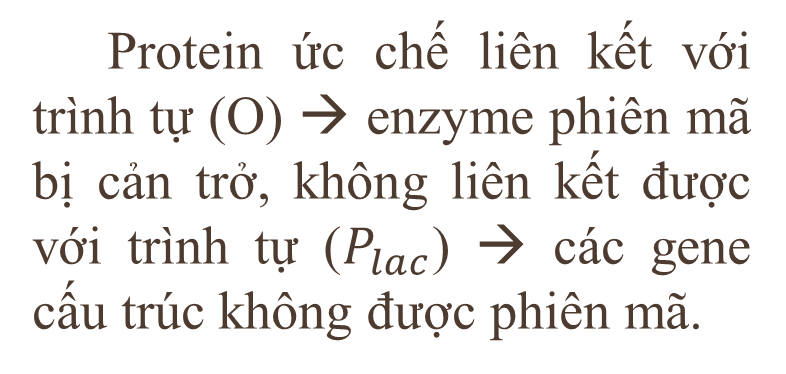 Protein ức chế liên kết với
trình tự (O) → enzyme phiên mã
bị cản trở, không liên kết được
với trình tự (P_lac) → các gene
cấu trúc không được phiên mã.